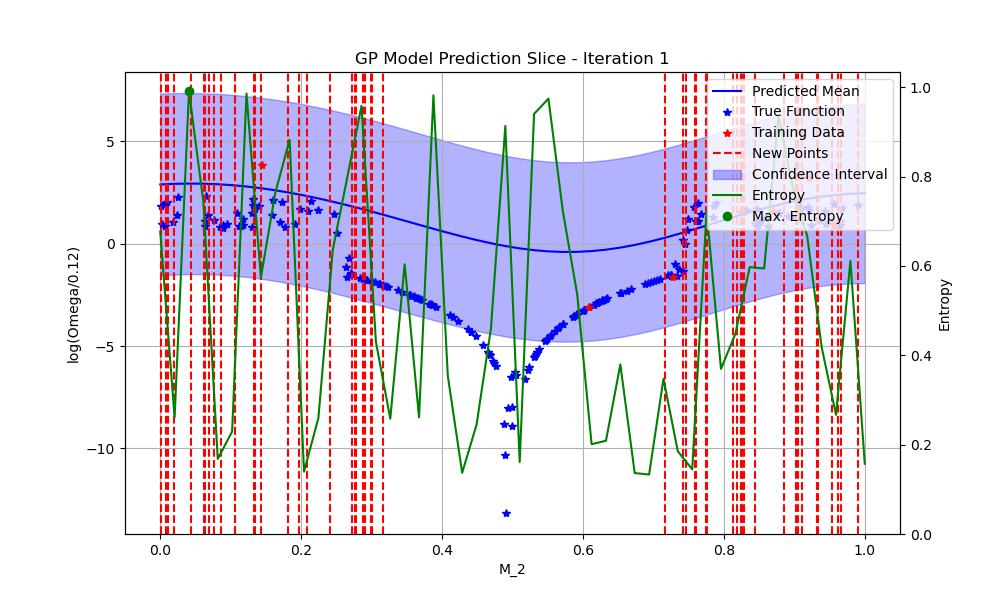 GP Model Prediction Slice - Iteration 1
Predicted Mean
True Function
Training Data
New Points
Confidence Interval
Entropy
Max. Entropy
log(Omega/0.12)
5
0
−5
−10
Entropy
1.0
0.8
0.6
0.4
0.2
0.0
0.0 0.2 0.4 0.6 0.8 1.0
M_2